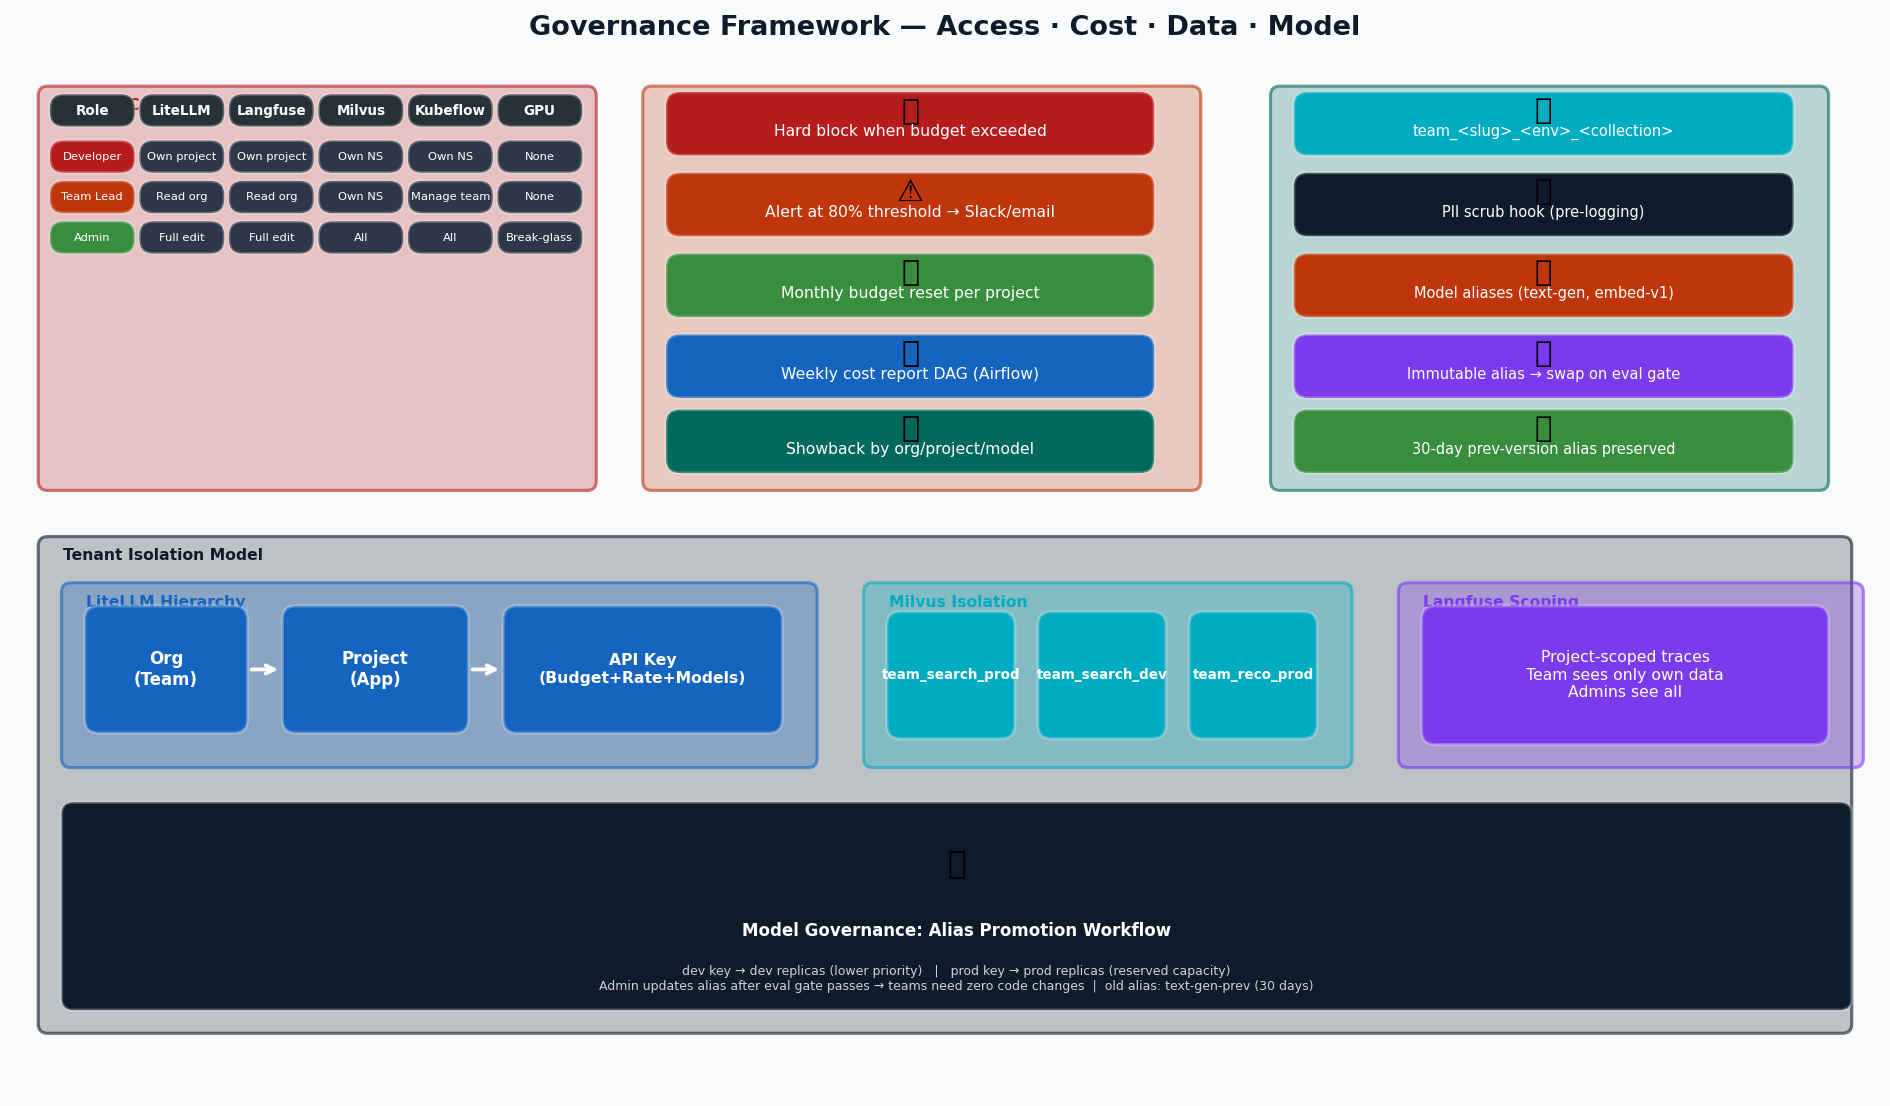 Governance Framework — Access · Cost · Data · Model
Role LiteLLM Langfuse Milvus Kubeflow GPU
Developer Own project Own project Own NS Own NS None
Team Lead Read org Read org Own NS Manage team None
Admin Full edit Full edit All All Break-glass
Hard block when budget exceeded
Alert at 80% threshold → Slack/email
Monthly budget reset per project
Weekly cost report DAG (Airflow)
Showback by org/project/model
team_<slug>_<env>_<collection>
PII scrub hook (pre-logging)
Model aliases (text-gen, embed-v1)
Immutable alias → swap on eval gate
30-day prev-version alias preserved
Tenant Isolation Model
LiteLLM Hierarchy
Org
(Team)
Project
(App)
API Key
(Budget+Rate+Models)
Milvus Isolation
team_search_prod
team_search_dev
team_reco_prod
Langfuse Scoping
Project-scoped traces
Team sees only own data
Admins see all
Model Governance: Alias Promotion Workflow
dev key → dev replicas (lower priority) | prod key → prod replicas (reserved capacity)
Admin updates alias after eval gate passes → teams need zero code changes | old alias: text-gen-prev (30 days)